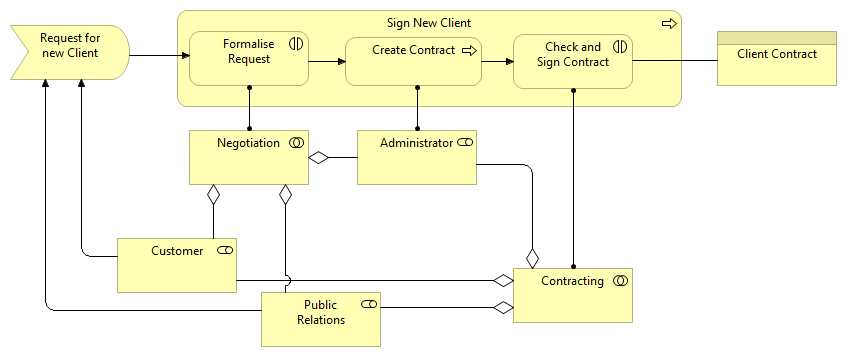 Sign New Client
Request for
new Client
Formalise
Request
Create Contract
Check and
Sign Contract
Client Contract
Negotiation
Administrator
Customer
Contracting
Public
Relations